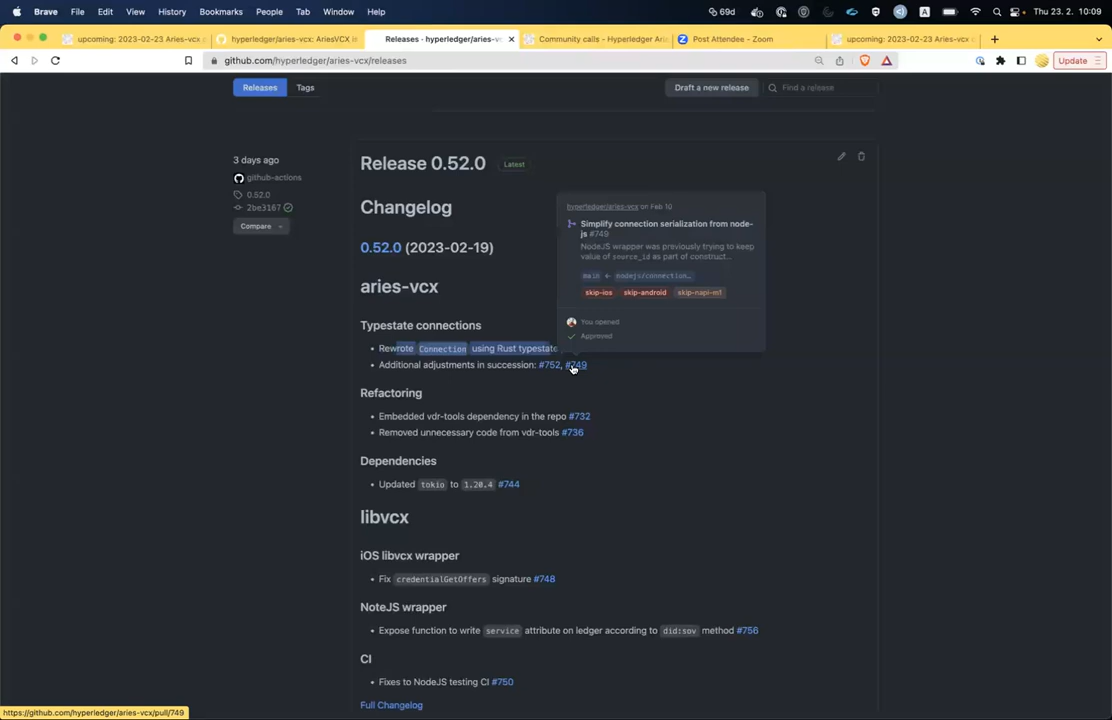 Brave File Edit View History Bookmarks People Tab Window Help 69d A Thu 23. 2. 10:09
upcoming: 2023-02-23 Aries-vcx
hyperledger/aries-vcx: AriesVCX
Releases · hyperledger/aries-vc
Community calls - Hyperledger Arie
Post Attendee - Zoom
upcoming: 2023-02-23 Aries-vcx c
github.com/hyperledger/aries-vcx/releases
Update
Releases Tags
Draft a new release
Find a release
3 days ago
github-actions
0.52.0
2be3167
Compare
Release 0.52.0 Latest
Changelog
0.52.0 (2023-02-19)
aries-vcx
Typestate connections
• Rewrote Connection using Rust typestate
• Additional adjustments in succession: #752, #749
hyperledger/aries-vcx on Feb 10
Simplify connection serialization from node-
js #749
NodeJS wrapper was previously trying to keep
value of source_id as part of construct...
main ← nodejs/connection…
skip-ios skip-android skip-napi-m1
You opened
Approved
Refactoring
• Embedded vdr-tools dependency in the repo #732
• Removed unnecessary code from vdr-tools #736
Dependencies
• Updated tokio to 1.20.4 #744
libvcx
iOS libvcx wrapper
• Fix credentialGetOffers signature #748
NoteJS wrapper
• Expose function to write service attribute on ledger according to did:sov method #756
CI
• Fixes to NodeJS testing CI #750
Full Changelog
https://github.com/hyperledger/aries-vcx/pull/749